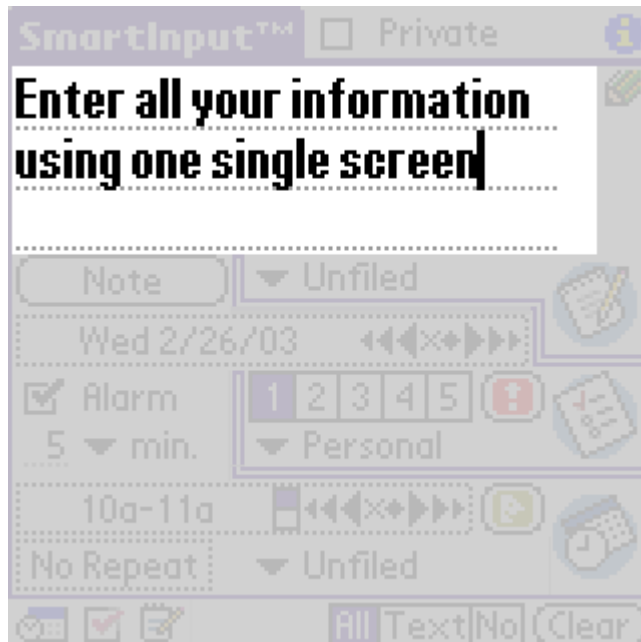 SmartInput™ Private
Enter all your information
using one single screen
Note Unfiled
Wed 2/26/03
Alarm 1 2 3 4 5
5 min. Personal
10a-11a
No Repeat Unfiled
All Text No Clear